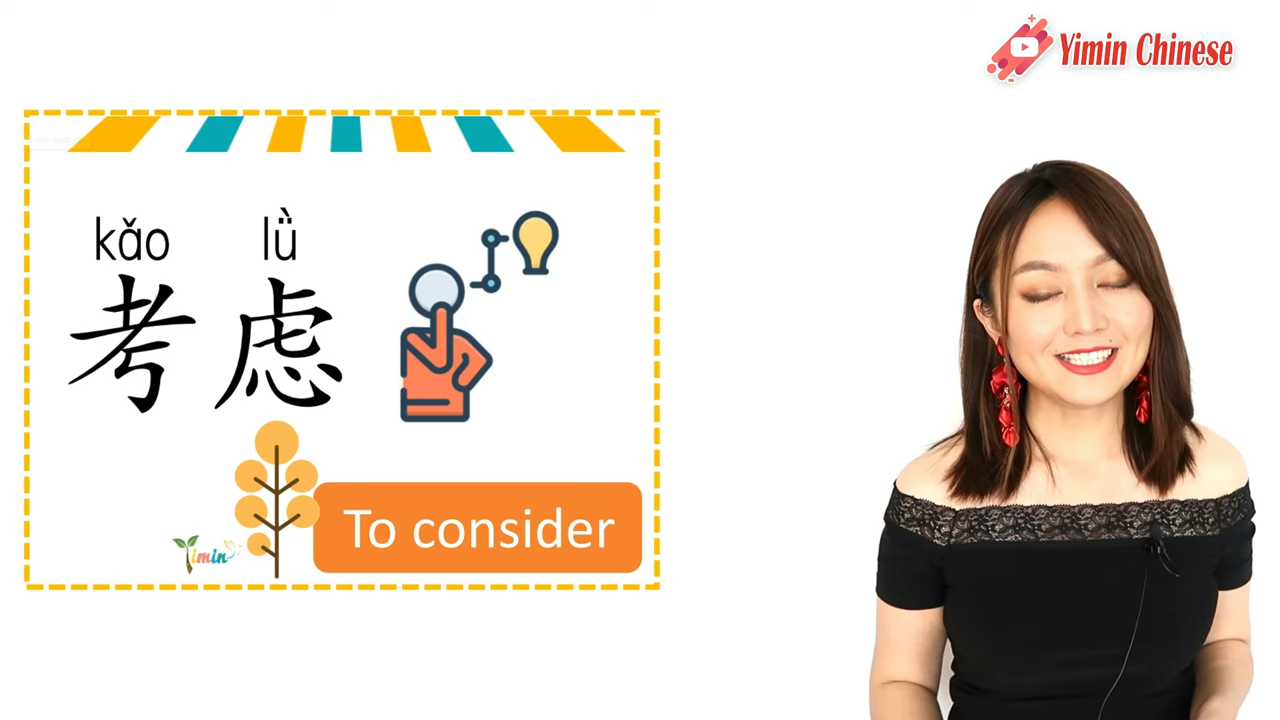 Yimin Chinese
kǎo lǜ
考虑
To consider
Yimin